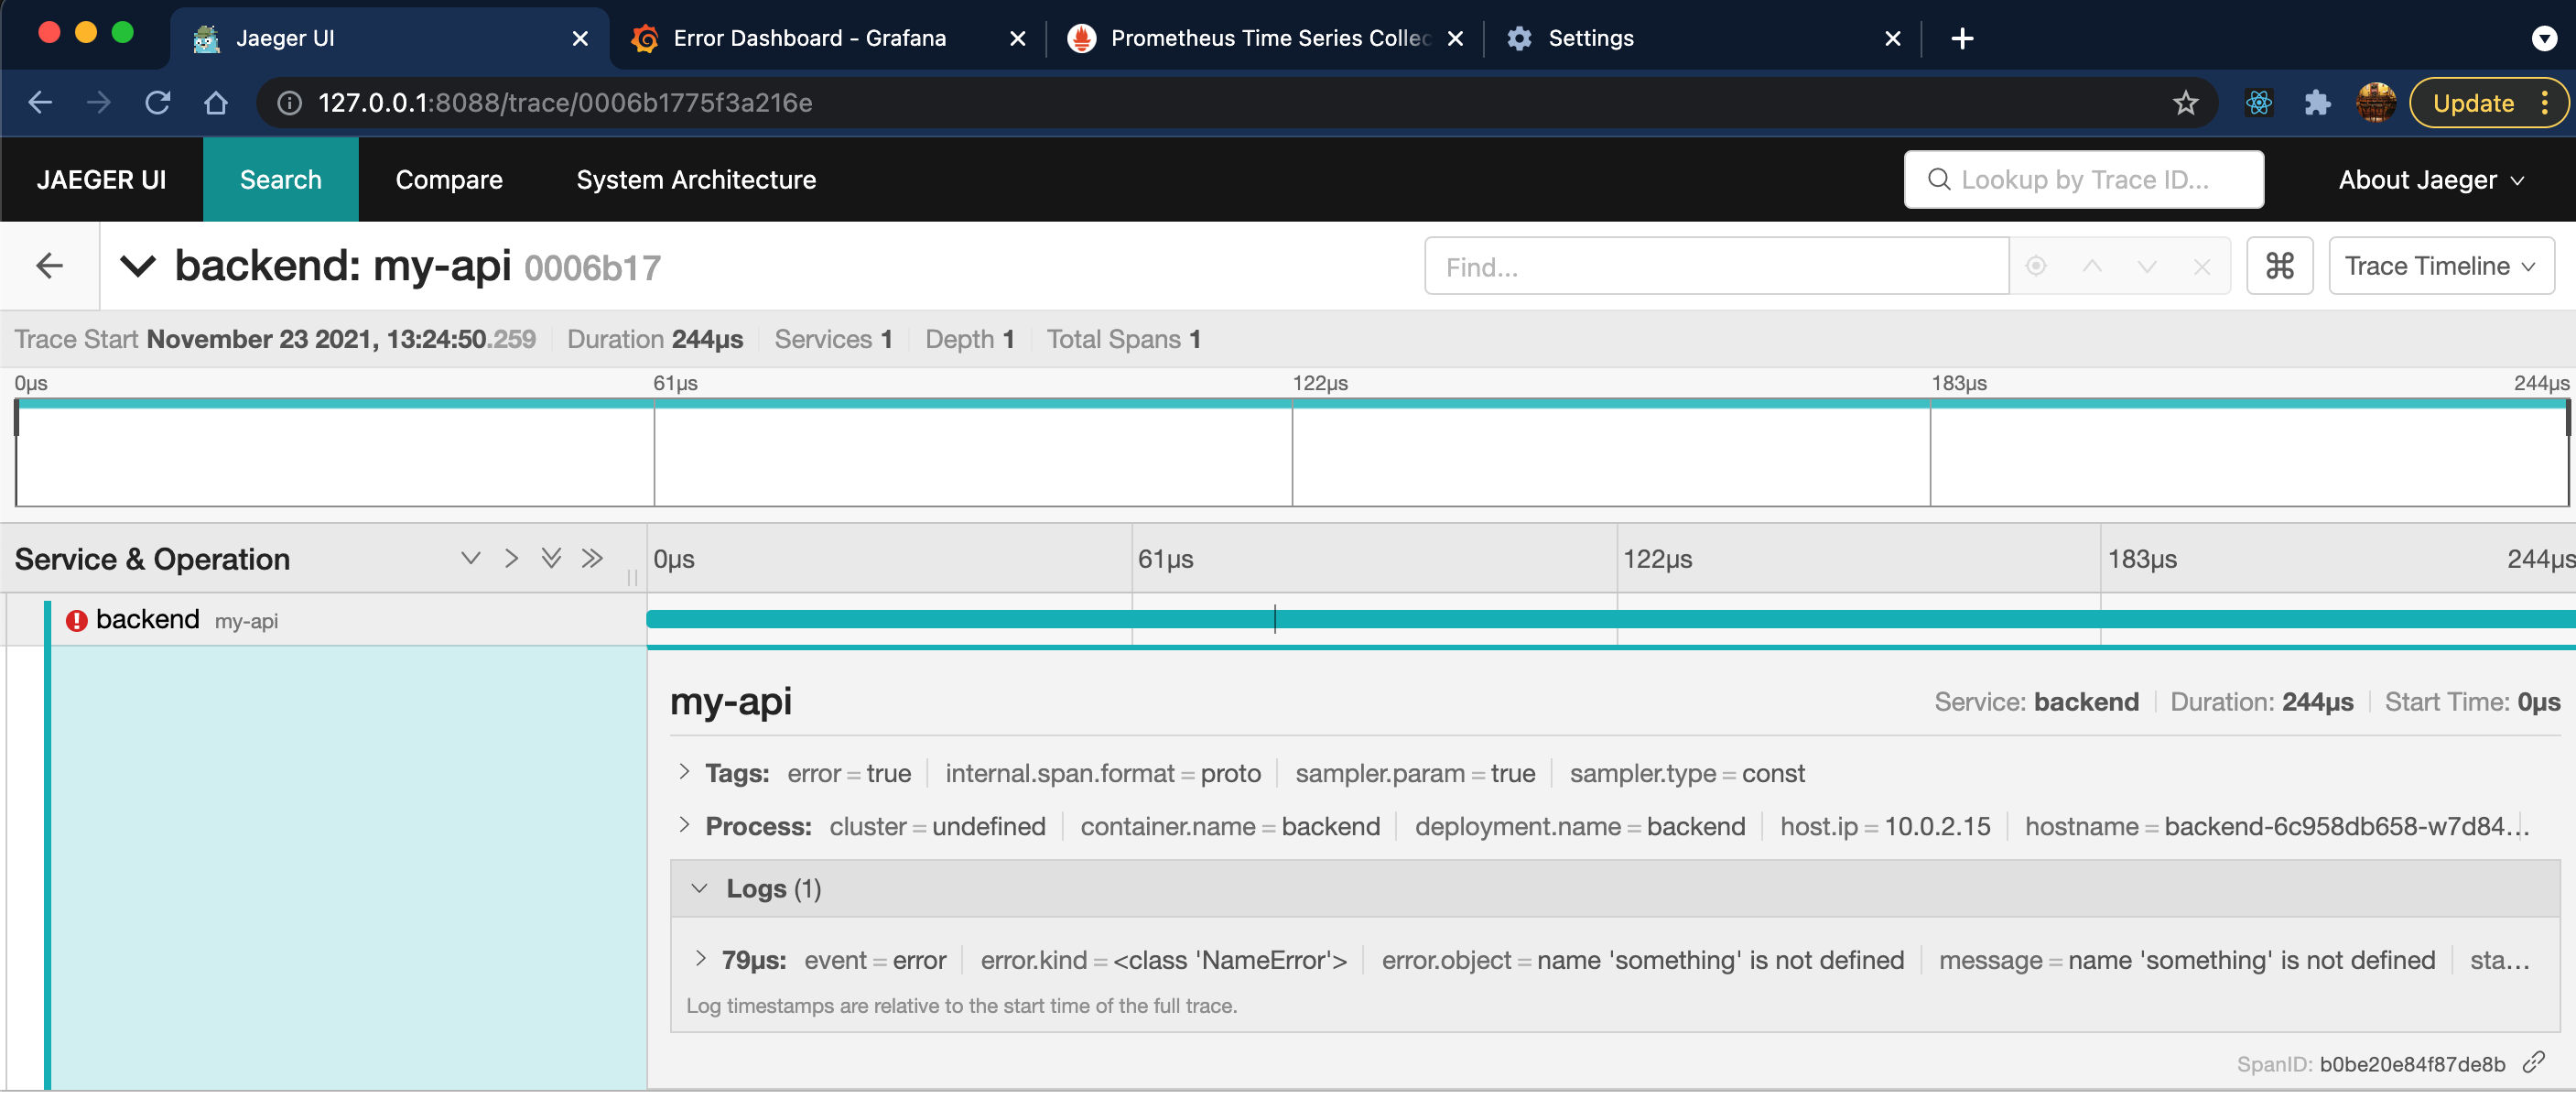 Jaeger UI Error Dashboard - Grafana Prometheus Time Series Collec Settings
127.0.0.1:8088/trace/0006b1775f3a216e Update
JAEGER UI Search Compare System Architecture Lookup by Trace ID... About Jaeger
backend: my-api 0006b17 Find... Trace Timeline
Trace Start November 23 2021, 13:24:50.259 Duration 244μs Services 1 Depth 1 Total Spans 1
0μs 61μs 122μs 183μs 244μs
Service & Operation 0μs 61μs 122μs 183μs 244μs
backend my-api
my-api Service: backend Duration: 244μs Start Time: 0μs
Tags: error = true internal.span.format = proto sampler.param = true sampler.type = const
Process: cluster = undefined container.name = backend deployment.name = backend host.ip = 10.0.2.15 hostname = backend-6c958db658-w7d84...
Logs (1)
79μs: event = error error.kind = <class 'NameError'> error.object = name 'something' is not defined message = name 'something' is not defined sta...
Log timestamps are relative to the start time of the full trace.
SpanID: b0be20e84f87de8b